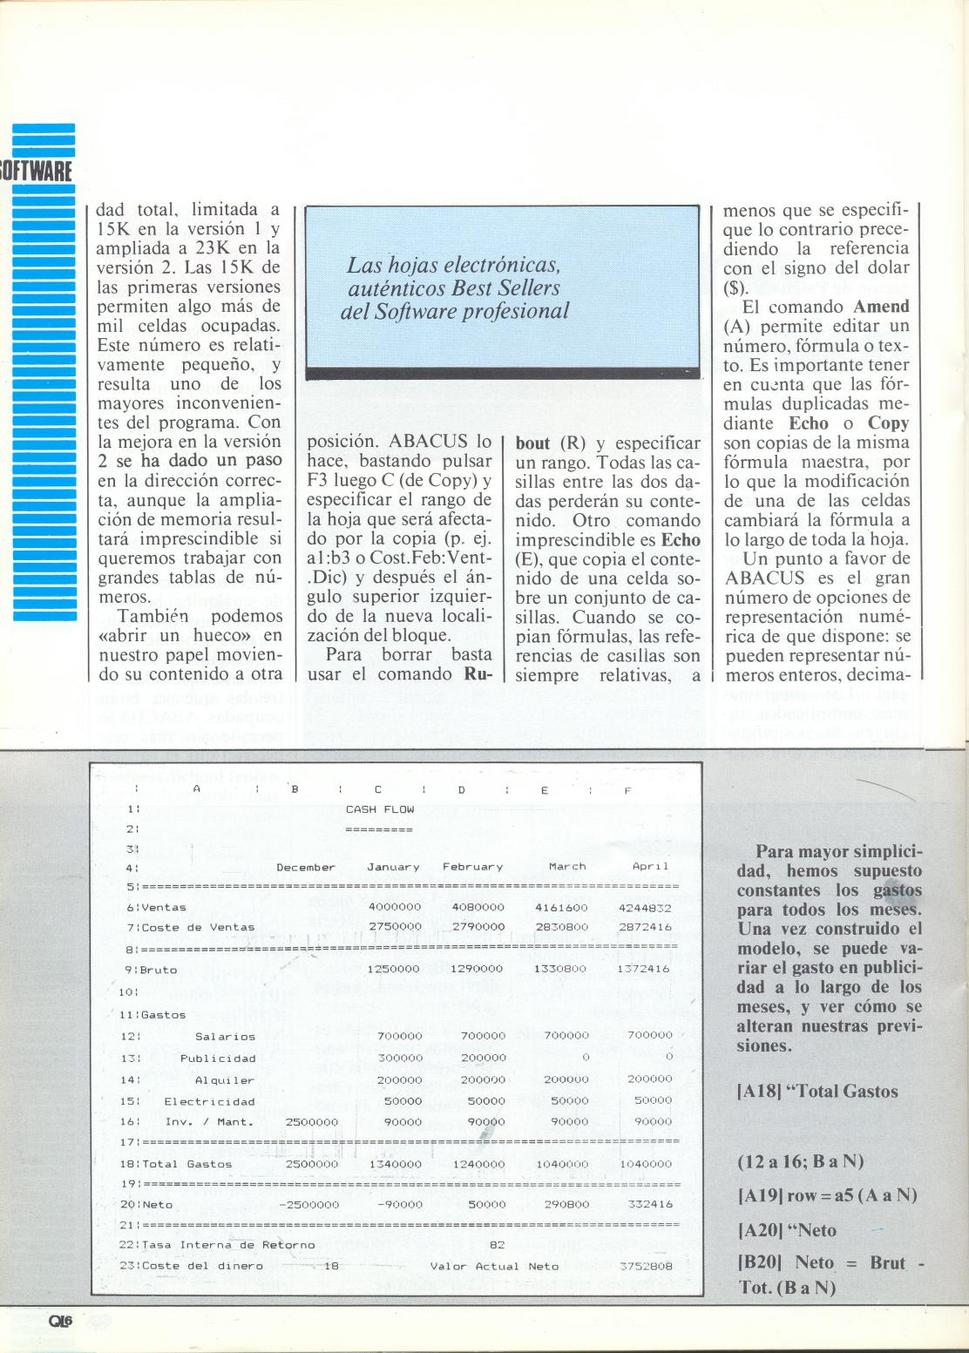 SOFTWARE
dad total, limitada a
15K en la versión 1 y
ampliada a 23K en la
versión 2. Las 15K de
las primeras versiones
permiten algo más de
mil celdas ocupadas.
Este número es relati-
vamente pequeño, y
resulta uno de los
mayores inconvenien-
tes del programa. Con
la mejora en la versión
2 se ha dado un paso
en la dirección correc-
ta, aunque la amplia-
ción de memoria resul-
tará imprescindible si
queremos trabajar con
grandes tablas de nú-
meros.
También podemos
«abrir un hueco» en
nuestro papel movien-
do su contenido a otra
Las hojas electrónicas,
auténticos Best Sellers
del Software profesional
posición. ABACUS lo
hace, bastando pulsar
F3 luego C (de Copy) y
especificar el rango de
la hoja que será afecta-
do por la copia (p. ej.
a1:b3 o Cost.Feb:Vent-
.Dic) y después el án-
gulo superior izquier-
do de la nueva locali-
zación del bloque.
Para borrar basta
usar el comando Ru-
bout (R) y especificar
un rango. Todas las ca-
sillas entre las dos da-
das perderán su conte-
nido. Otro comando
imprescindible es Echo
(E), que copia el conte-
nido de una celda so-
bre un conjunto de ca-
sillas. Cuando se co-
pian fórmulas, las refe-
rencias de casillas son
siempre relativas, a
menos que se especifi-
que lo contrario prece-
diendo la referencia
con el signo del dolar
($).
El comando Amend
(A) permite editar un
número, fórmula o tex-
to. Es importante tener
en cuenta que las fór-
mulas duplicadas me-
diante Echo o Copy
son copias de la misma
fórmula maestra, por
lo que la modificación
de una de las celdas
cambiará la fórmula a
lo largo de toda la hoja.
Un punto a favor de
ABACUS es el gran
número de opciones de
representación numé-
rica de que dispone: se
pueden representar nú-
meros enteros, decima-
| A | B | C | D | E | F
1| CASH FLOW
2| =========
3|
4| December January February March April
5|=======================================================================
6|Ventas 4000000 4080000 4161600 4244832
7|Coste de Ventas 2750000 2790000 2830800 2872416
8|=======================================================================
9|Bruto 1250000 1290000 1330800 1372416
10|
11|Gastos
12| Salarios 700000 700000 700000 700000
13| Publicidad 300000 200000 0 0
14| Alquiler 200000 200000 200000 200000
15| Electricidad 50000 50000 50000 50000
16| Inv. / Mant. 2500000 90000 90000 90000 90000
17|=======================================================================
18|Total Gastos 2500000 1340000 1240000 1040000 1040000
19|=======================================================================
20|Neto -2500000 -90000 50000 290800 332416
21|=======================================================================
22|Tasa Interna de Retorno 82
23|Coste del dinero 18 Valor Actual Neto 3752808
Para mayor simplici-
dad, hemos supuesto
constantes los gastos
para todos los meses.
Una vez construido el
modelo, se puede va-
riar el gasto en publici-
dad a lo largo de los
meses, y ver cómo se
alteran nuestras previ-
siones.
|A18| “Total Gastos
(12 a 16; B a N)
|A19| row = a5 (A a N)
|A20| “Neto
|B20| Neto = Brut -
Tot. (B a N)
QL6